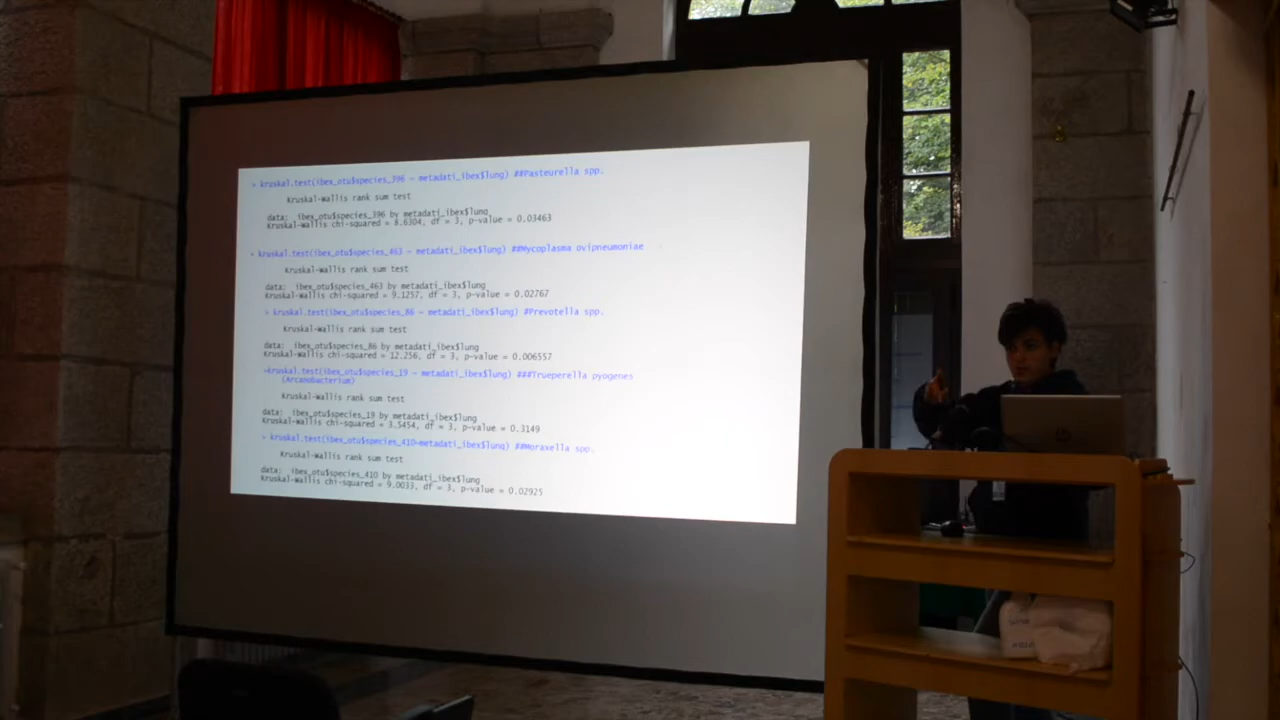 > kruskal.test(ibex_otu$species_396 ~ metadati_ibex$lung) ##Pasteurella spp.
Kruskal-Wallis rank sum test
data: ibex_otu$species_396 by metadati_ibex$lung
Kruskal-Wallis chi-squared = 8.6304, df = 3, p-value = 0.03463
> kruskal.test(ibex_otu$species_463 ~ metadati_ibex$lung) ##Mycoplasma ovipneumoniae
Kruskal-Wallis rank sum test
data: ibex_otu$species_463 by metadati_ibex$lung
Kruskal-Wallis chi-squared = 9.1257, df = 3, p-value = 0.02767
> kruskal.test(ibex_otu$species_86 ~ metadati_ibex$lung) #Prevotella spp.
Kruskal-Wallis rank sum test
data: ibex_otu$species_86 by metadati_ibex$lung
Kruskal-Wallis chi-squared = 12.256, df = 3, p-value = 0.006557
>kruskal.test(ibex_otu$species_19 ~ metadati_ibex$lung) ###Trueperella pyogenes
(Arcanobacterium)
Kruskal-Wallis rank sum test
data: ibex_otu$species_19 by metadati_ibex$lung
Kruskal-Wallis chi-squared = 3.5454, df = 3, p-value = 0.3149
> kruskal.test(ibex_otu$species_410~metadati_ibex$lung) ##Moraxella spp.
Kruskal-Wallis rank sum test
data: ibex_otu$species_410 by metadati_ibex$lung
Kruskal-Wallis chi-squared = 9.0033, df = 3, p-value = 0.02925